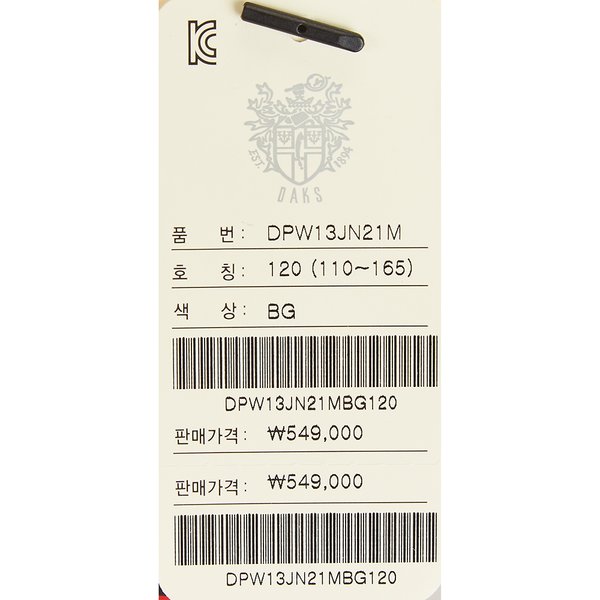 KC
EST. 1894
DAKS
품 번: DPW13JN21M
호 칭: 120 (110~165)
색 상: BG
DPW13JN21MBG120
판매가격: ₩549,000
판매가격: ₩549,000
DPW13JN21MBG120